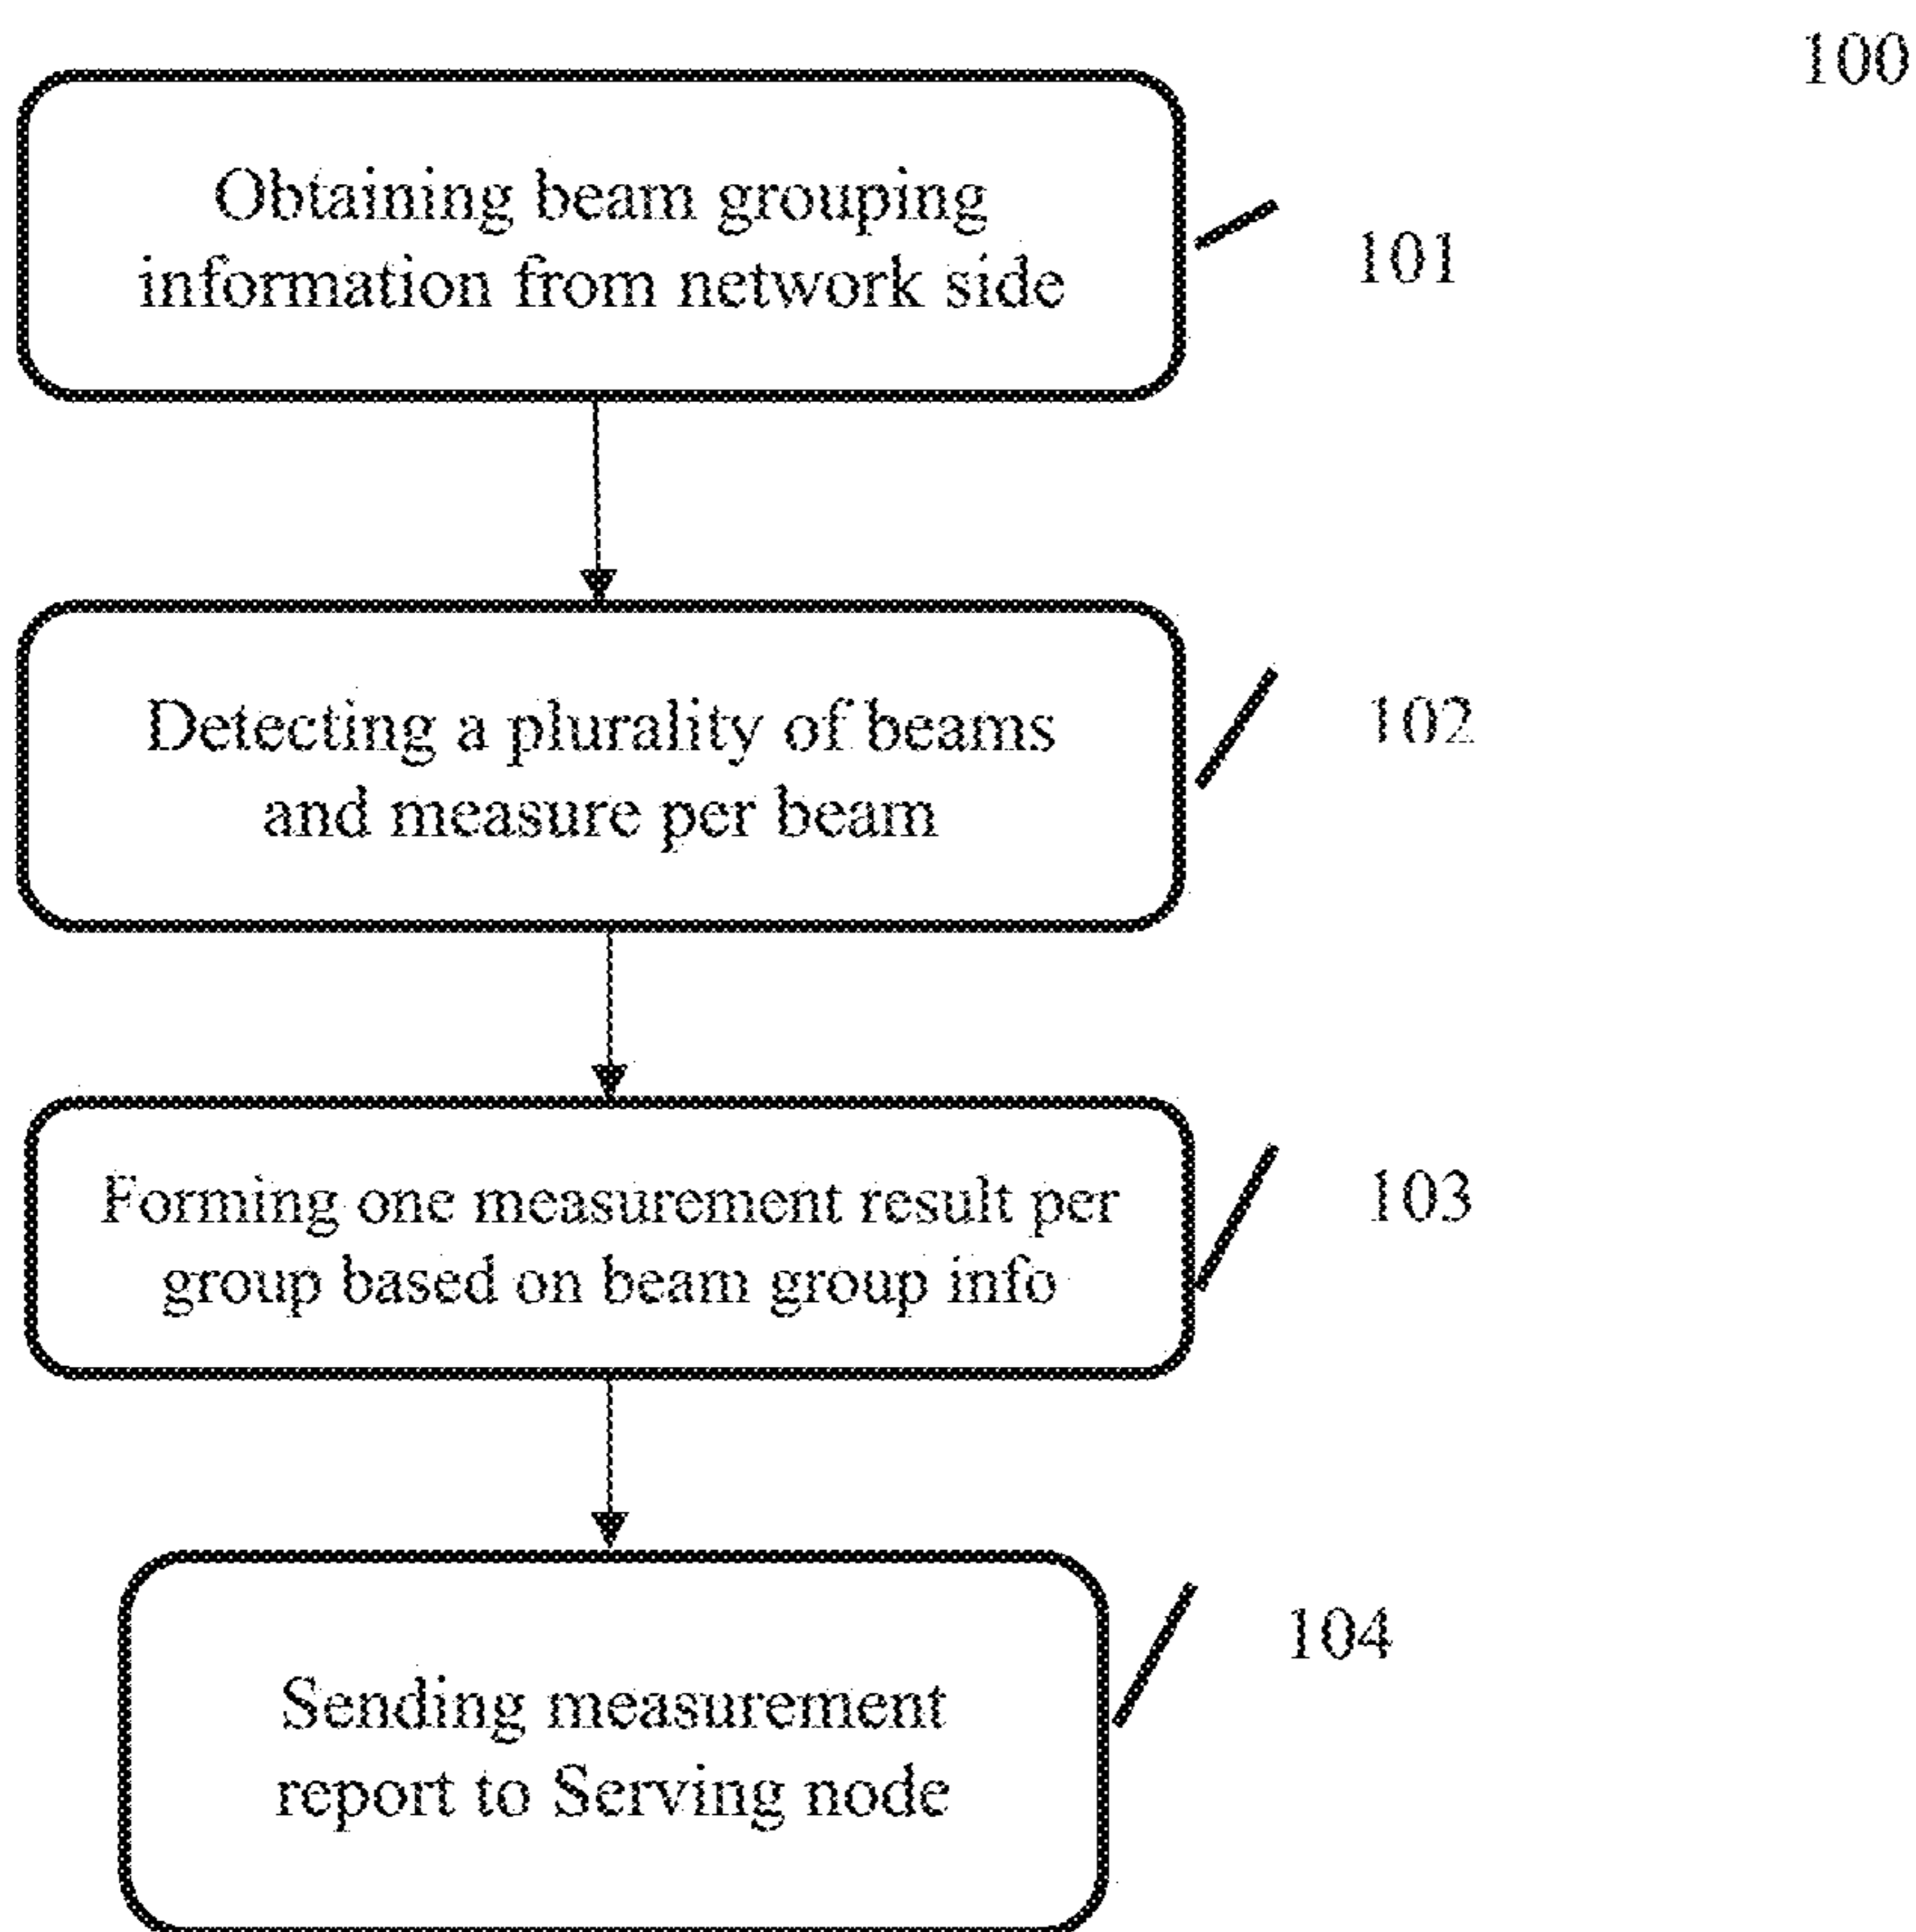 100
Obtaining beam grouping
information from network side
101
Detecting a plurality of beams
and measure per beam
102
Forming one measurement result per
group based on beam group info
103
Sending measurement
report to Serving node
104